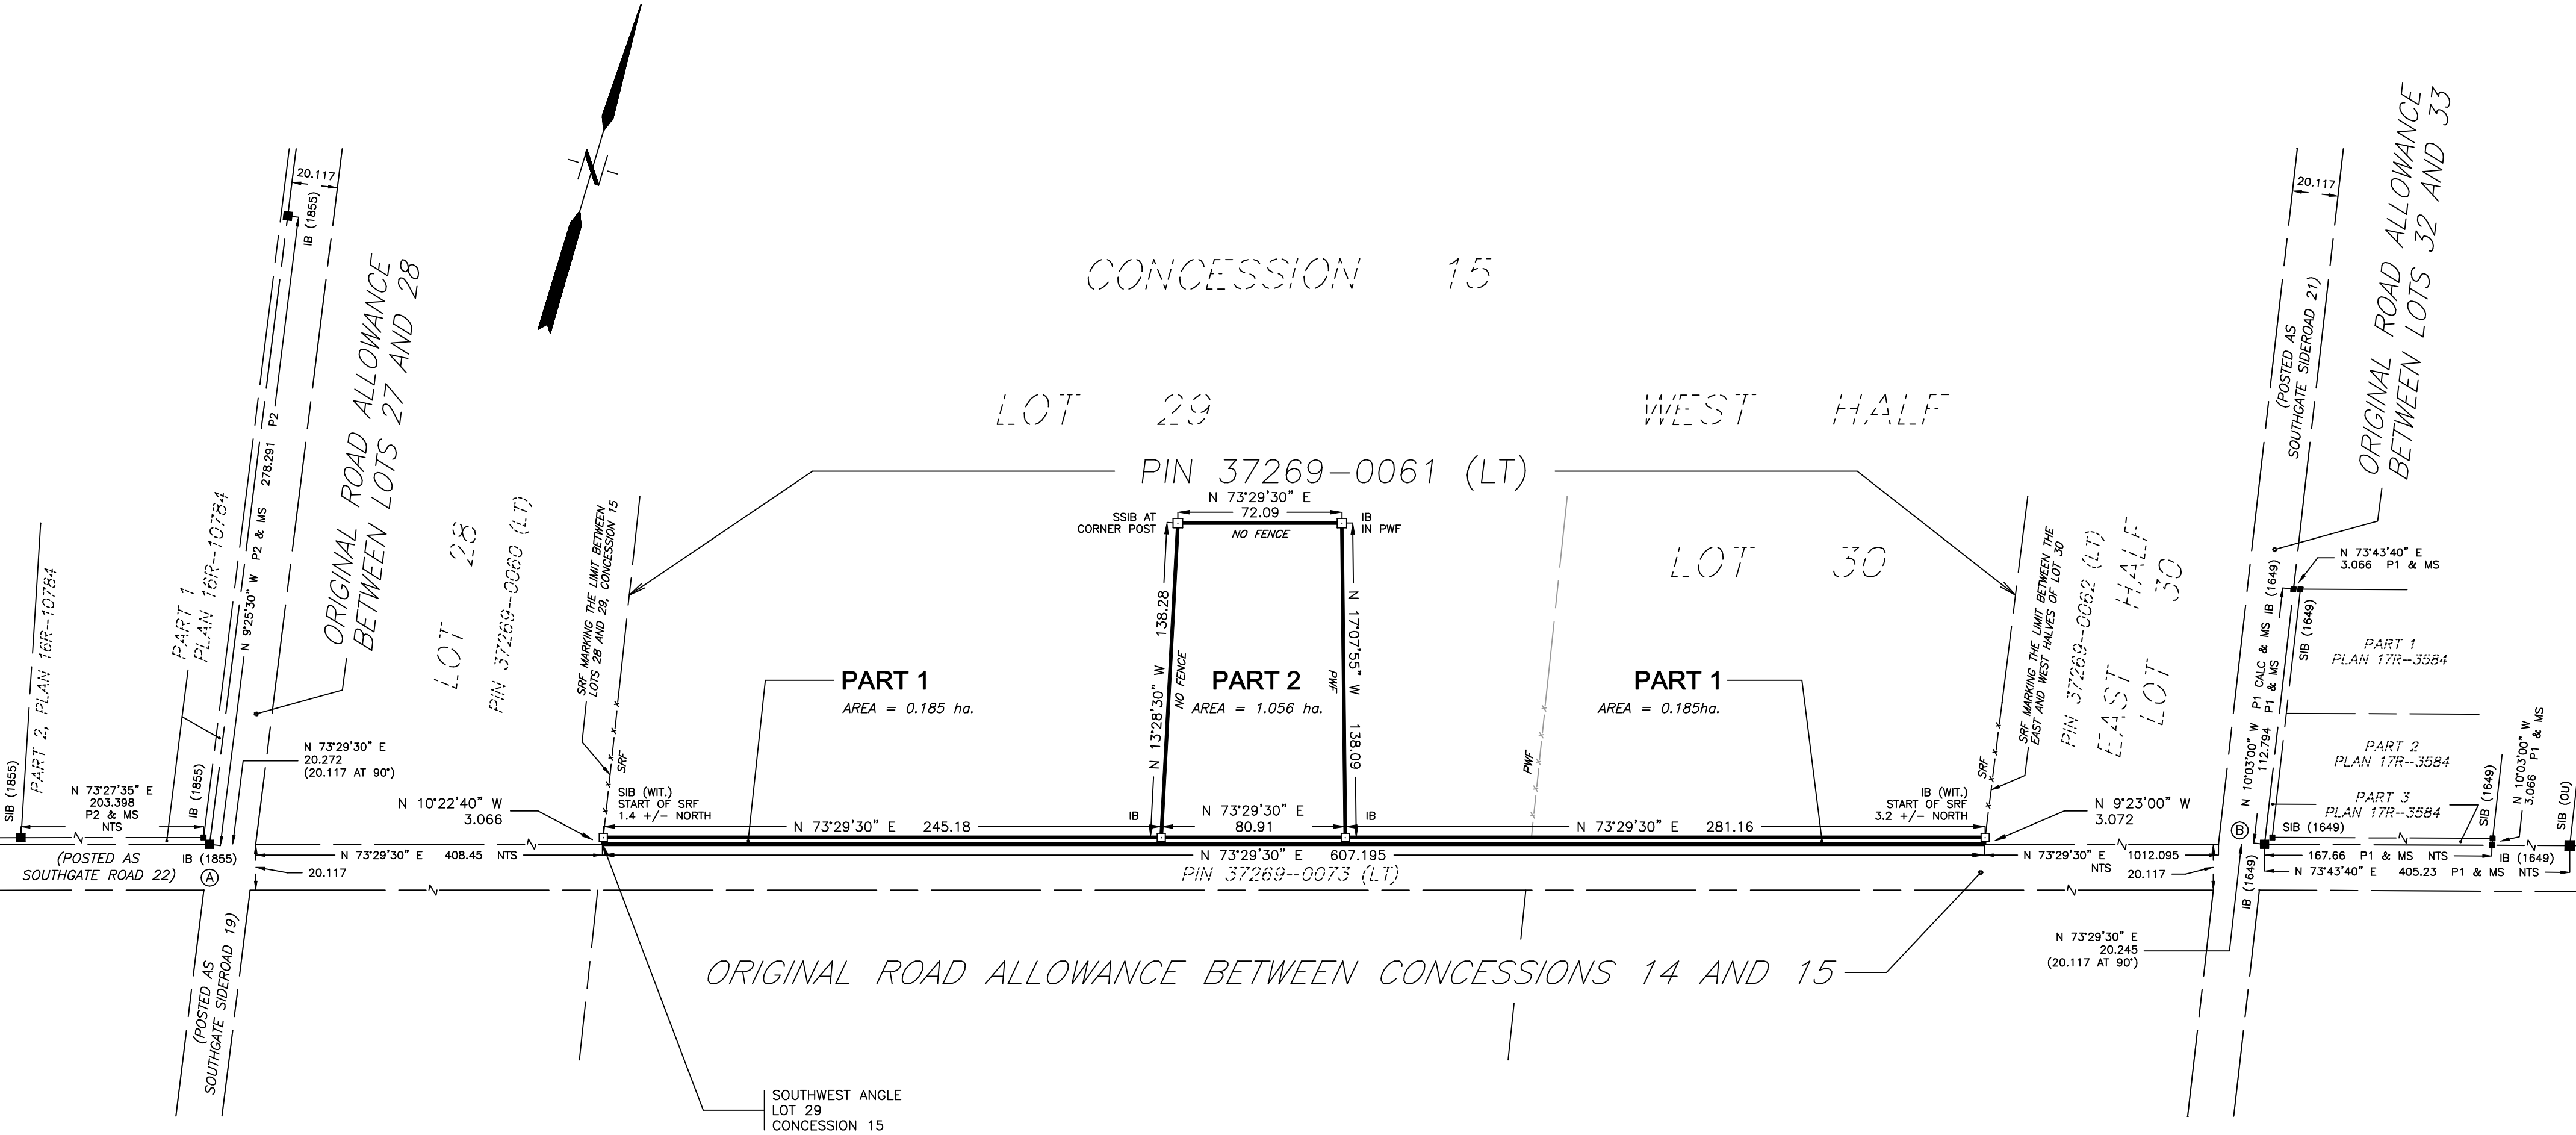 N
CONCESSION 15
LOT 29
WEST HALF
PIN 37269-0061 (LT)
LOT 30
20.117
IB (1855)
N 9°25'30" W P2 & MS 278.291 P2
ORIGINAL ROAD ALLOWANCE
BETWEEN LOTS 27 AND 28
PART 2, PLAN 16R-10784
PART 1
PLAN 16R-10784
LOT 28
PIN 37269-0060 (LT)
SRF MARKING THE LIMIT BETWEEN
LOTS 28 AND 29, CONCESSION 15
SRF
SIB (1855)
N 73°27'35" E
203.398
P2 & MS
NTS
IB (1855)
N 73°29'30" E
20.272
(20.117 AT 90°)
(POSTED AS
SOUTHGATE ROAD 22)
IB (1855)
A
20.117
(POSTED AS
SOUTHGATE SIDEROAD 19)
N 10°22'40" W
3.066
SIB (WIT.)
START OF SRF
1.4 +/- NORTH
N 73°29'30" E 408.45 NTS
N 73°29'30" E
72.09
NO FENCE
SSIB AT
CORNER POST
IB
IN PWF
138.28
N 13°28'30" W
NO FENCE
N 17°07'55" W 138.09
PWF
PART 1
AREA = 0.185 ha.
PART 2
AREA = 1.056 ha.
PART 1
AREA = 0.185ha.
PWF
IB
N 73°29'30" E
80.91
IB
N 73°29'30" E 245.18
N 73°29'30" E 281.16
N 73°29'30" E 607.195
PIN 37269-0073 (LT)
ORIGINAL ROAD ALLOWANCE BETWEEN CONCESSIONS 14 AND 15
SOUTHWEST ANGLE
LOT 29
CONCESSION 15
IB (WIT.)
START OF SRF
3.2 +/- NORTH
SRF
SRF MARKING THE LIMIT BETWEEN THE
EAST AND WEST HALVES OF LOT 30
PIN 37269-0062 (LT)
EAST HALF
LOT 30
N 9°23'00" W
3.072
N 73°29'30" E 1012.095
NTS
20.117
N 73°29'30" E
20.245
(20.117 AT 90°)
B
IB (1649)
20.117
(POSTED AS
SOUTHGATE SIDEROAD 21)
ORIGINAL ROAD ALLOWANCE
BETWEEN LOTS 32 AND 33
N 73°43'40" E
3.066 P1 & MS
IB (1649)
SIB (1649)
N 10°03'00" W P1 CALC & MS
112.794 P1 & MS
PART 1
PLAN 17R-3584
PART 2
PLAN 17R-3584
PART 3
PLAN 17R-3584
SIB (1649)
SIB (1649)
N 10°03'00" W
3.066 P1 & MS
SIB (OU)
167.66 P1 & MS NTS
IB (1649)
N 73°43'40" E 405.23 P1 & MS NTS